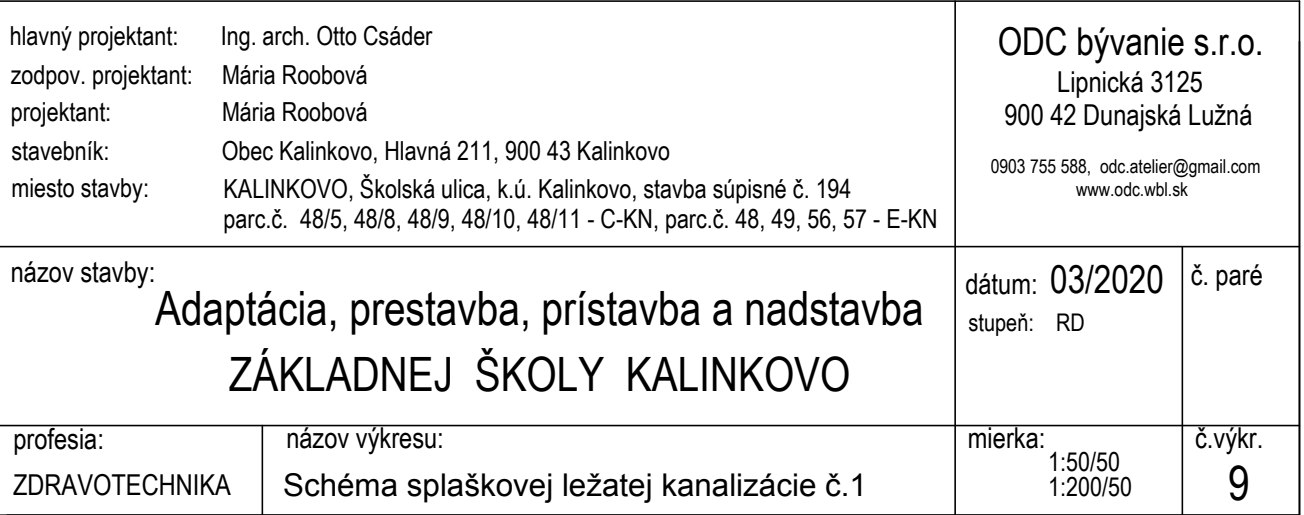 hlavný projektant: Ing. arch. Otto Csáder
zodpov. projektant: Mária Roobová
projektant: Mária Roobová
stavebník: Obec Kalinkovo, Hlavná 211, 900 43 Kalinkovo
miesto stavby: KALINKOVO, Školská ulica, k.ú. Kalinkovo, stavba súpisné č. 194
parc.č. 48/5, 48/8, 48/9, 48/10, 48/11 - C-KN, parc.č. 48, 49, 56, 57 - E-KN
ODC bývanie s.r.o.
Lipnická 3125
900 42 Dunajská Lužná
0903 755 588, odc.atelier@gmail.com
www.odc.wbl.sk
názov stavby:
Adaptácia, prestavba, prístavba a nadstavba
ZÁKLADNEJ ŠKOLY KALINKOVO
dátum: 03/2020
stupeň: RD
č. paré
profesia:
ZDRAVOTECHNIKA
názov výkresu:
Schéma splaškovej ležatej kanalizácie č.1
mierka:
1:50/50
1:200/50
č.výkr.
9